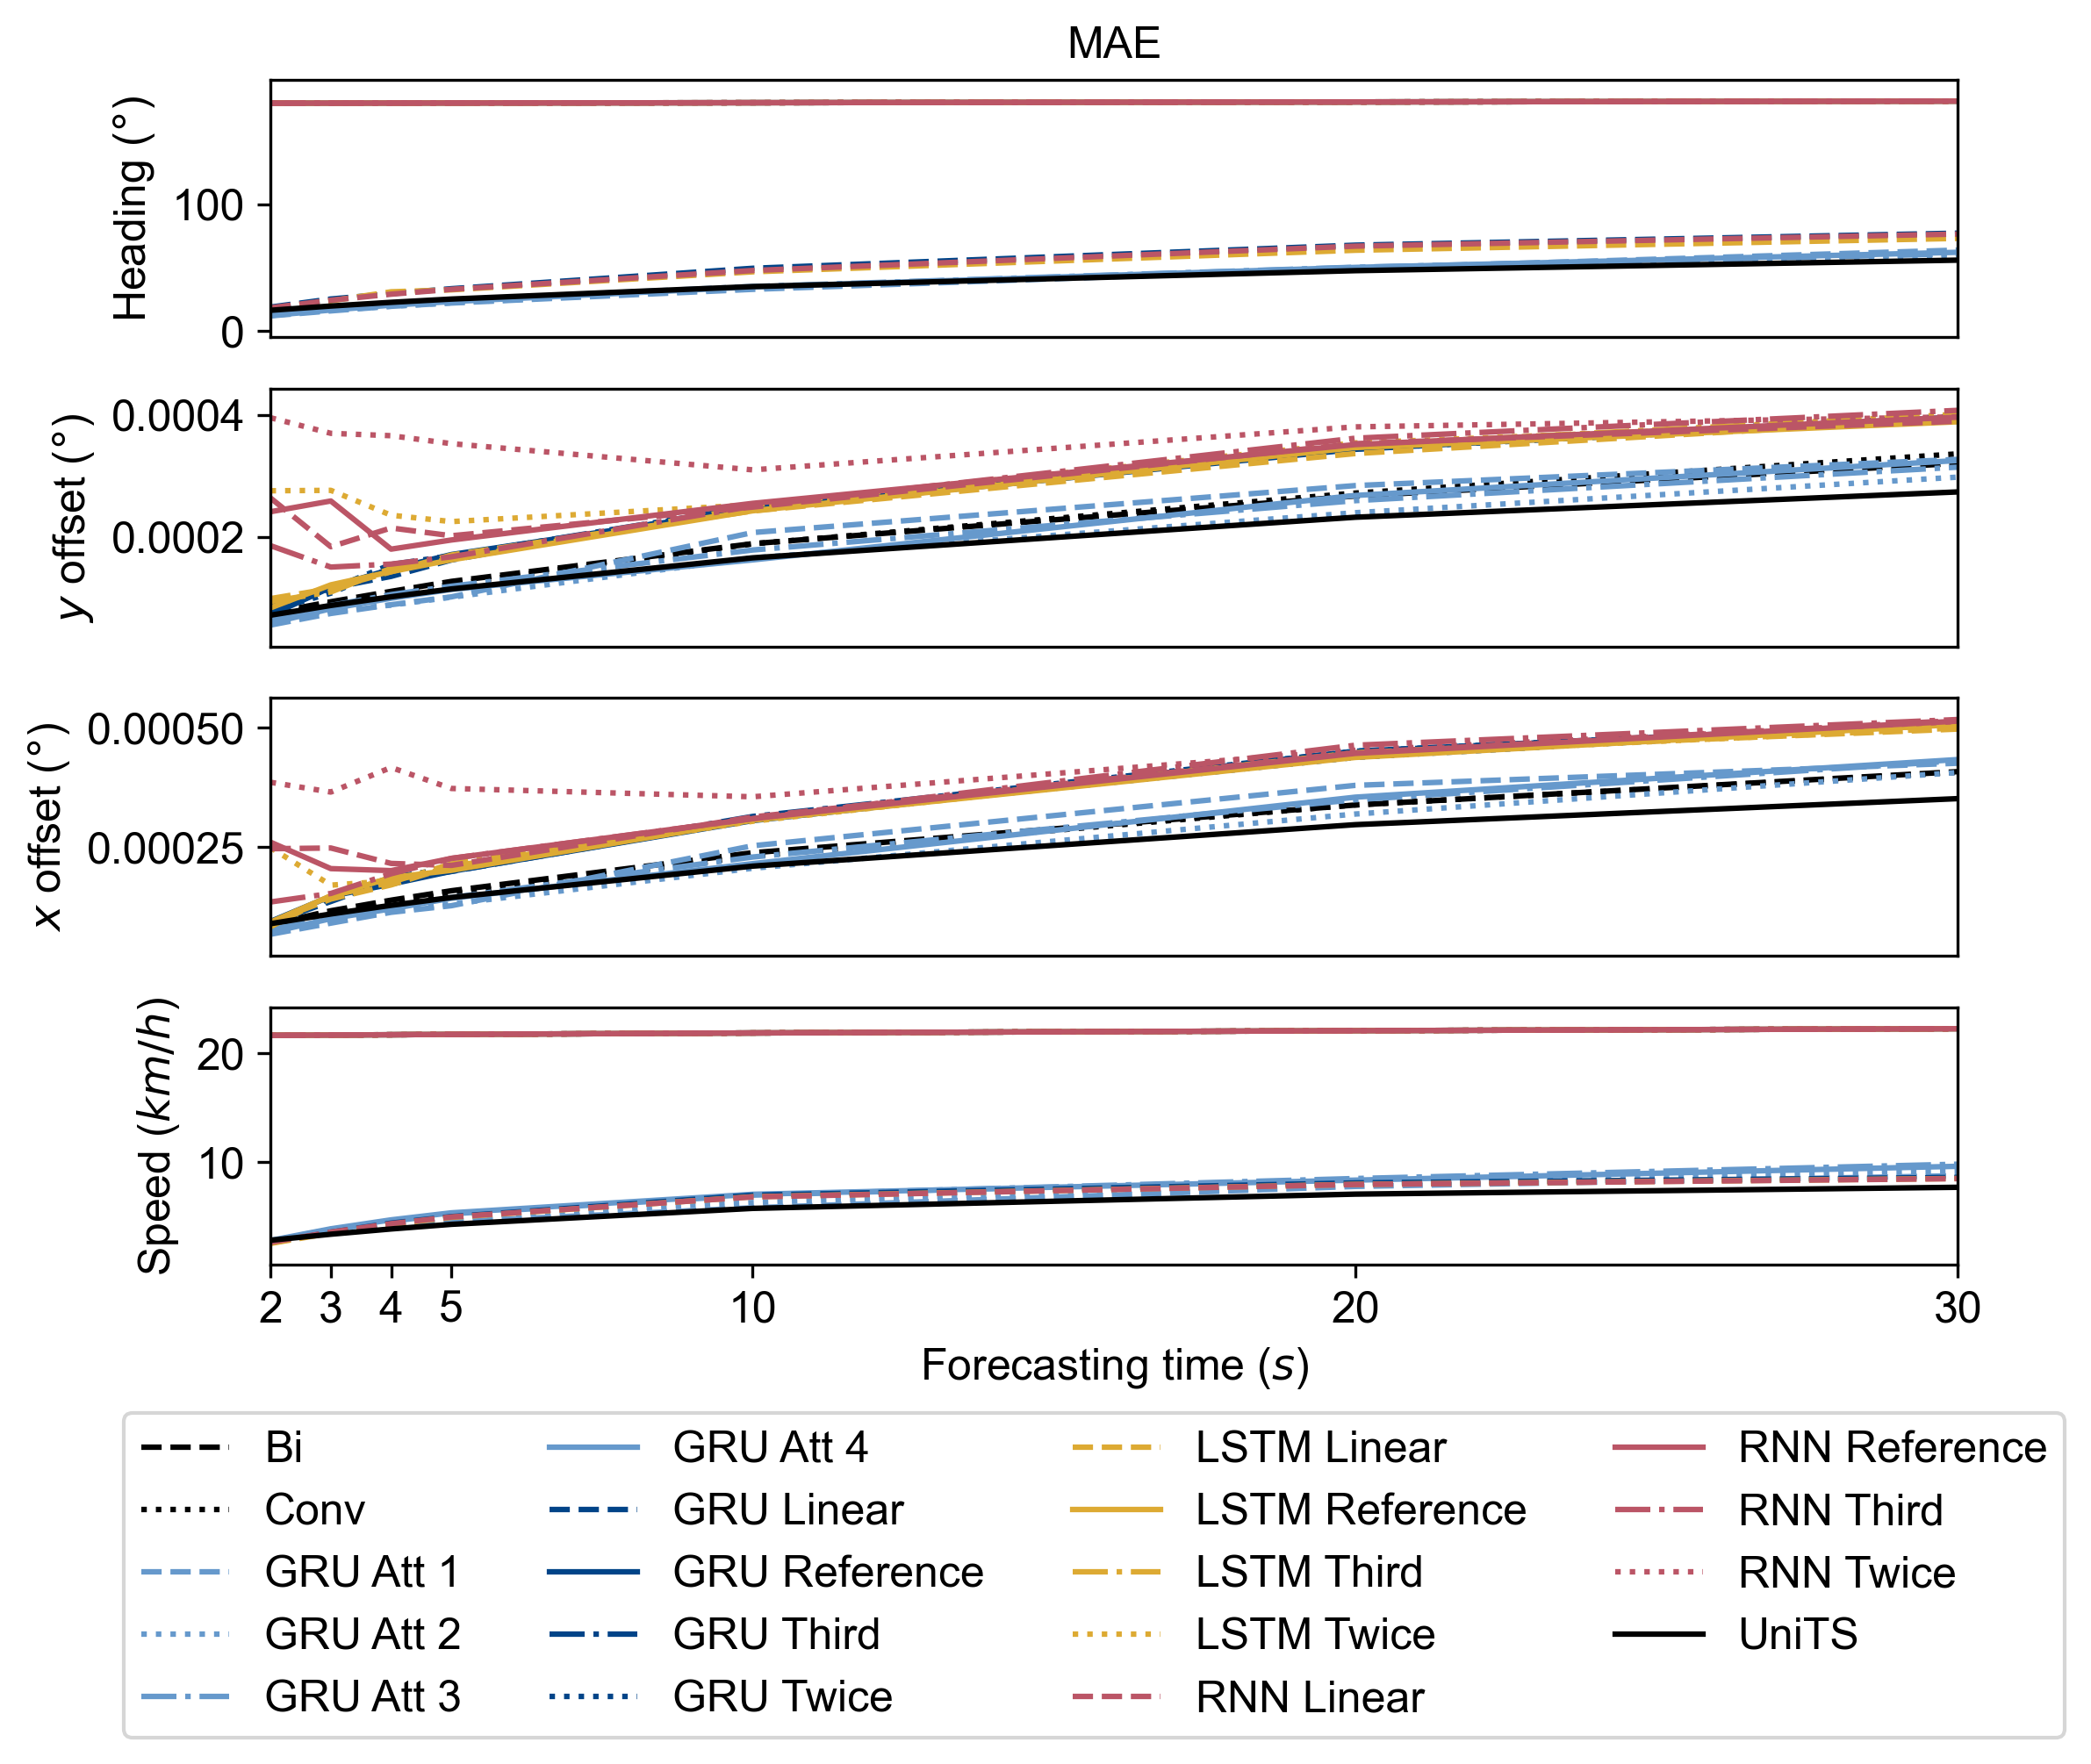 MAE
Heading (°)
100
0
y offset (°)
0.0004
0.0002
x offset (°)
0.00050
0.00025
Speed (km/h)
20
10
2 3 4 5 10 20 30
Forecasting time (s)
Bi
Conv
GRU Att 1
GRU Att 2
GRU Att 3
GRU Att 4
GRU Linear
GRU Reference
GRU Third
GRU Twice
LSTM Linear
LSTM Reference
LSTM Third
LSTM Twice
RNN Linear
RNN Reference
RNN Third
RNN Twice
UniTS